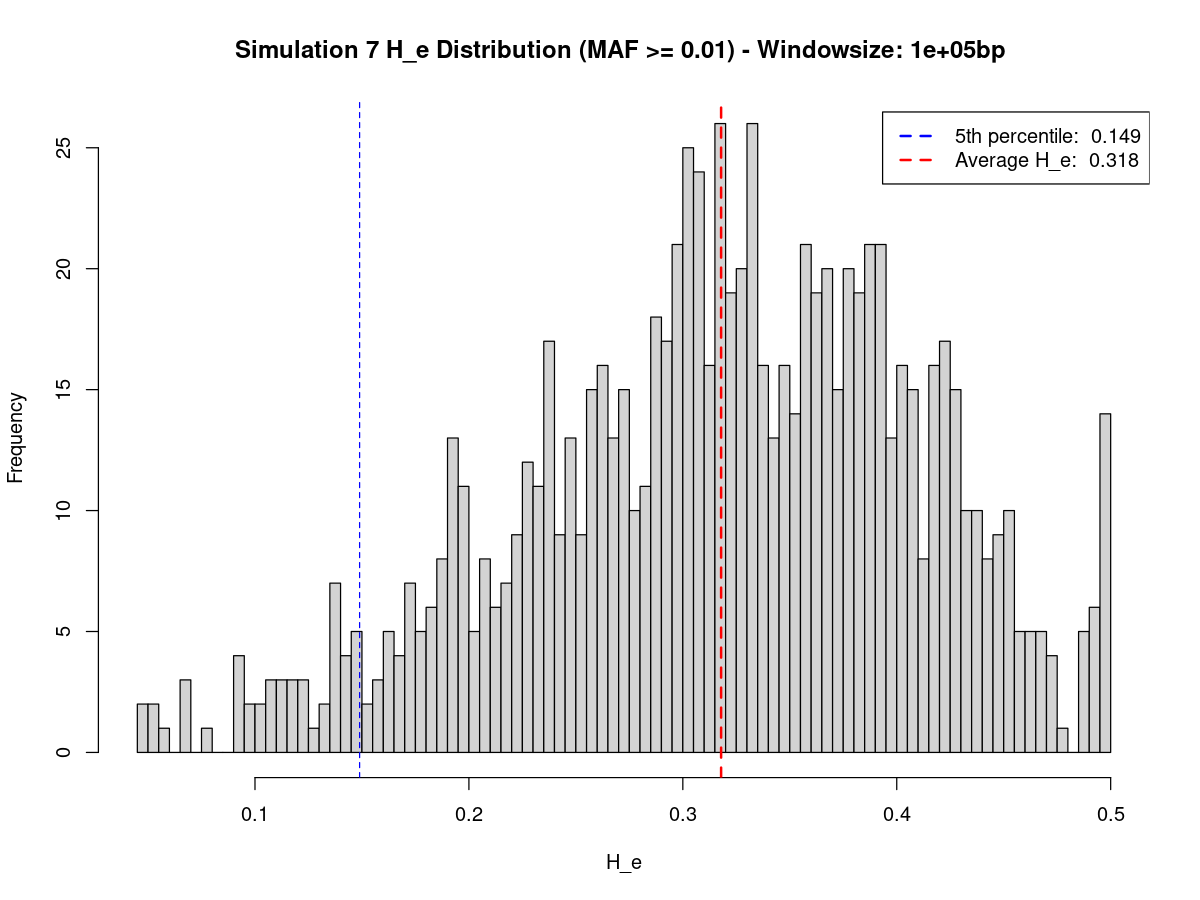 Simulation 7 H_e Distribution (MAF >= 0.01) - Windowsize: 1e+05bp
5th percentile: 0.149
Average H_e: 0.318
Frequency
25
20
15
10
5
0
0.1 0.2 0.3 0.4 0.5
H_e